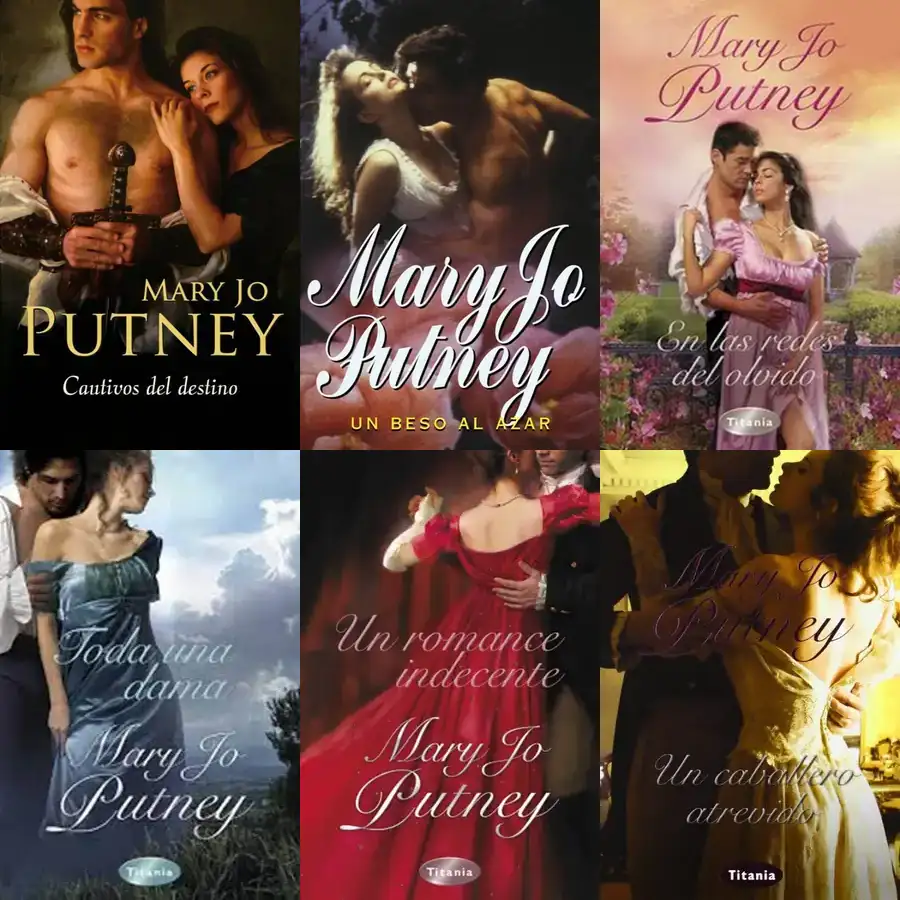 MARY JO
PUTNEY
Cautivos del destino
Mary Jo
Putney
UN BESO AL AZAR
Mary Jo
Putney
En las redes
del olvido
Titania
Toda una
dama
Mary Jo
Putney
Titania
Un romance
indecente
Mary Jo
Putney
Titania
Mary Jo
Putney
Un caballero
atrevido
Titania